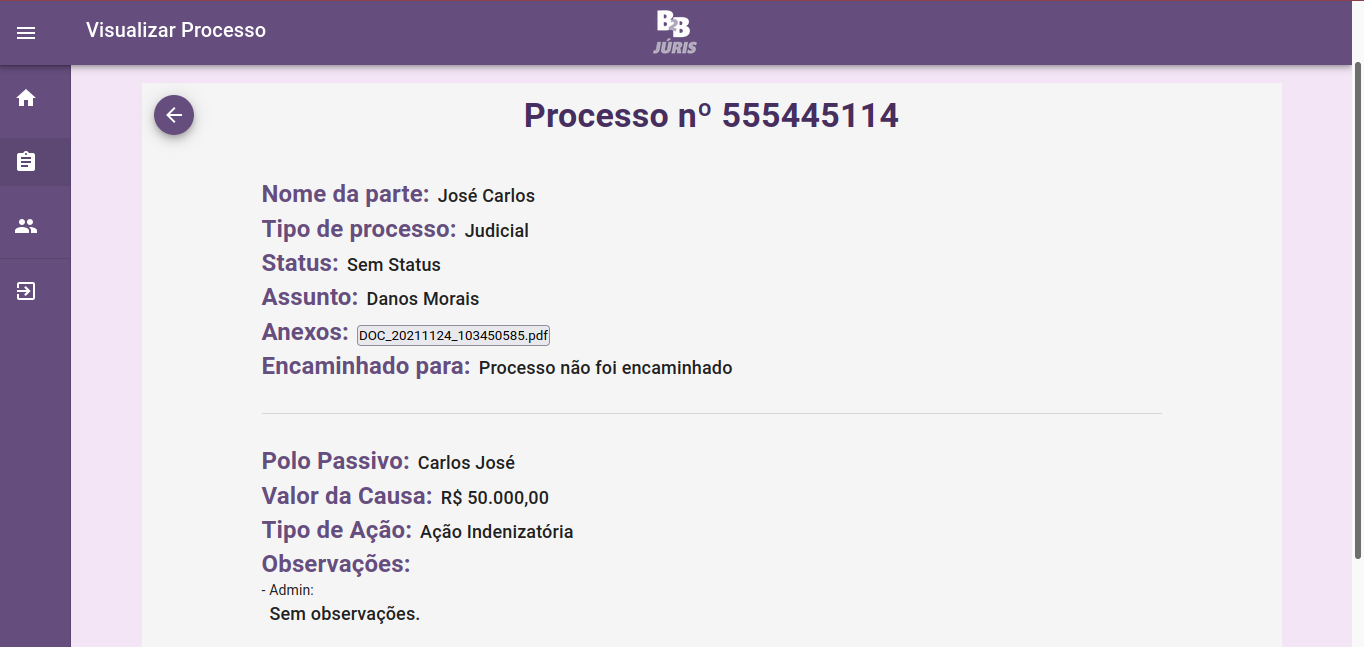 Visualizar Processo
B2B
JÚRIS
Processo nº 555445114
Nome da parte: José Carlos
Tipo de processo: Judicial
Status: Sem Status
Assunto: Danos Morais
Anexos: DOC_20211124_103450585.pdf
Encaminhado para: Processo não foi encaminhado
Polo Passivo: Carlos José
Valor da Causa: R$ 50.000,00
Tipo de Ação: Ação Indenizatória
Observações:
- Admin:
Sem observações.